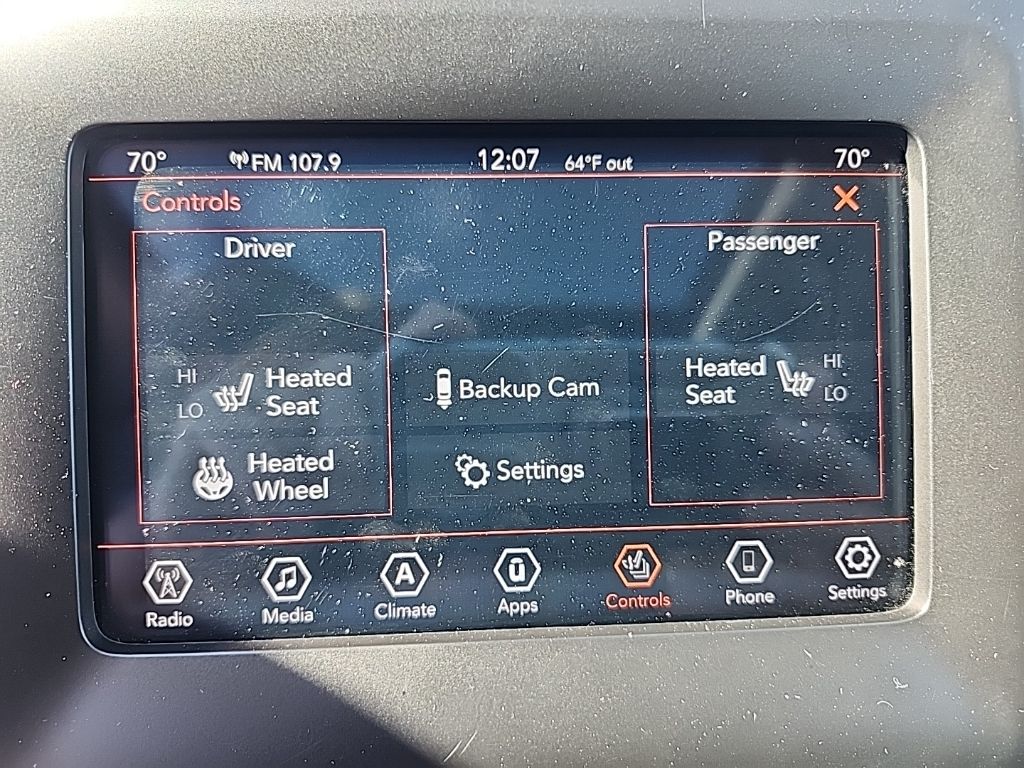 70° FM 107.9 12:07 64°F out 70°
Controls
Driver
Passenger
HI
LO
Heated
Seat
Backup Cam
Heated
Seat
HI
LO
Heated
Wheel
Settings
Radio
Media
A
Climate
ū
Apps
Controls
Phone
Settings